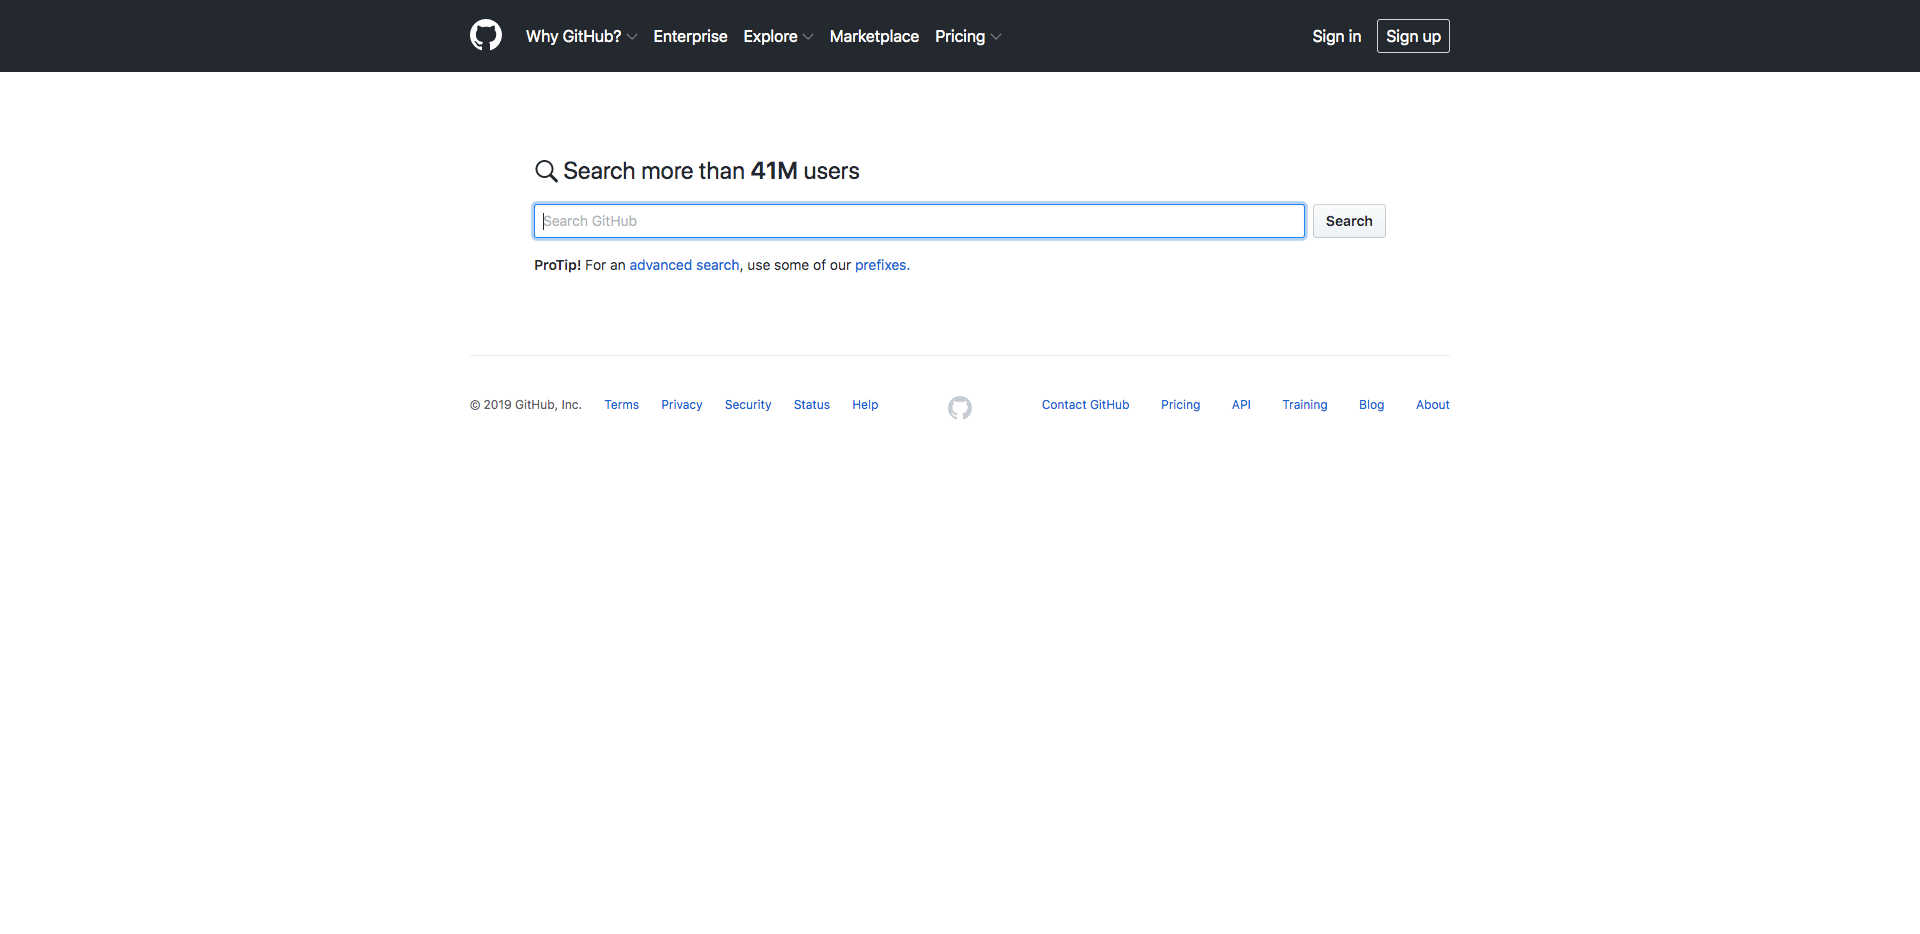 Why GitHub? Enterprise Explore Marketplace Pricing Sign in Sign up
Search more than 41M users
Search GitHub Search
ProTip! For an advanced search, use some of our prefixes.
© 2019 GitHub, Inc. Terms Privacy Security Status Help Contact GitHub Pricing API Training Blog About